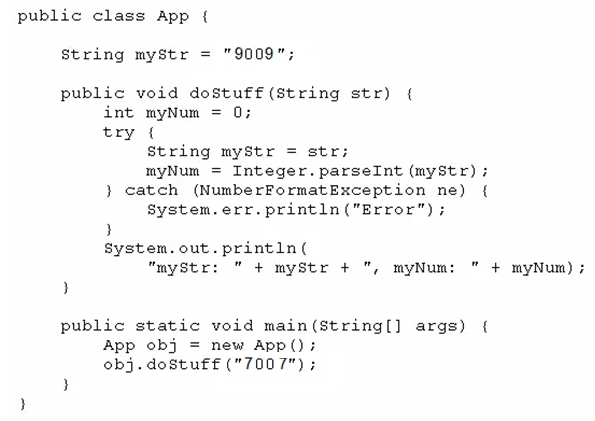 public class App {
String myStr = "9009";
public void doStuff(String str) {
int myNum = 0;
try {
String myStr = str;
myNum = Integer.parseInt(myStr);
} catch (NumberFormatException ne) {
System.err.println("Error");
}
System.out.println(
"myStr: " + myStr + ", myNum: " + myNum);
}
public static void main(String[] args) {
App obj = new App();
obj.doStuff("7007");
}
}